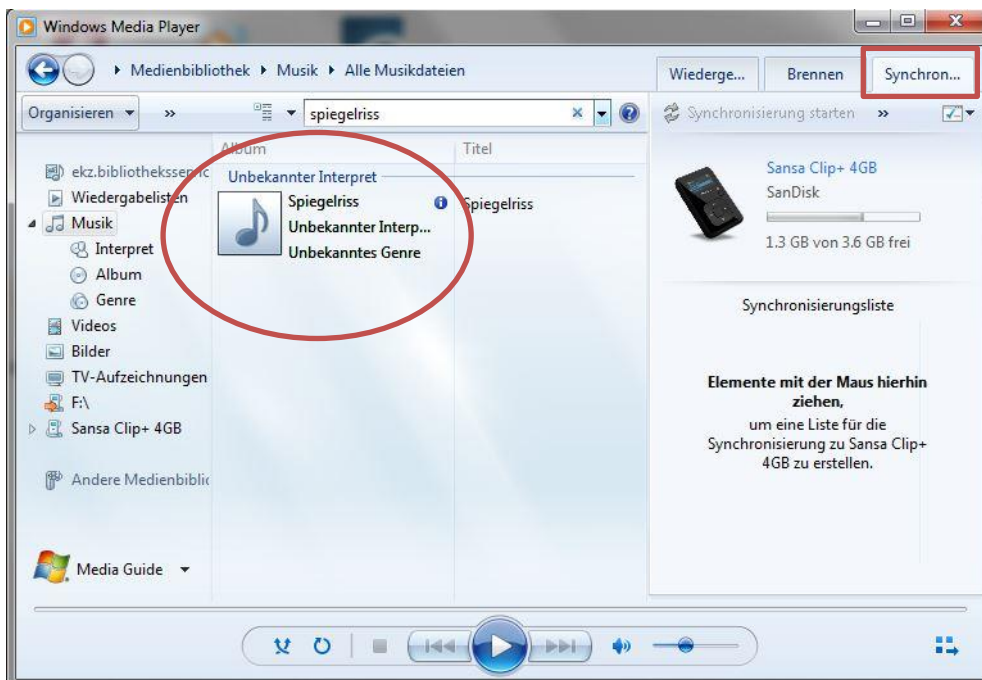 Windows Media Player
Medienbibliothek Musik Alle Musikdateien
Wiederge... Brennen Synchron...
Organisieren » spiegelriss
Synchronisierung starten »
ekz.bibliotheksservic
Wiedergabelisten
Musik
Interpret
Album
Genre
Videos
Bilder
TV-Aufzeichnungen
F:\
Sansa Clip+ 4GB
Andere Medienbiblic
Media Guide
Album Titel
Unbekannter Interpret
Spiegelriss Spiegelriss
Unbekannter Interp...
Unbekanntes Genre
Sansa Clip+ 4GB
SanDisk
1.3 GB von 3.6 GB frei
Synchronisierungsliste
Elemente mit der Maus hierhin
ziehen,
um eine Liste für die
Synchronisierung zu Sansa Clip+
4GB zu erstellen.